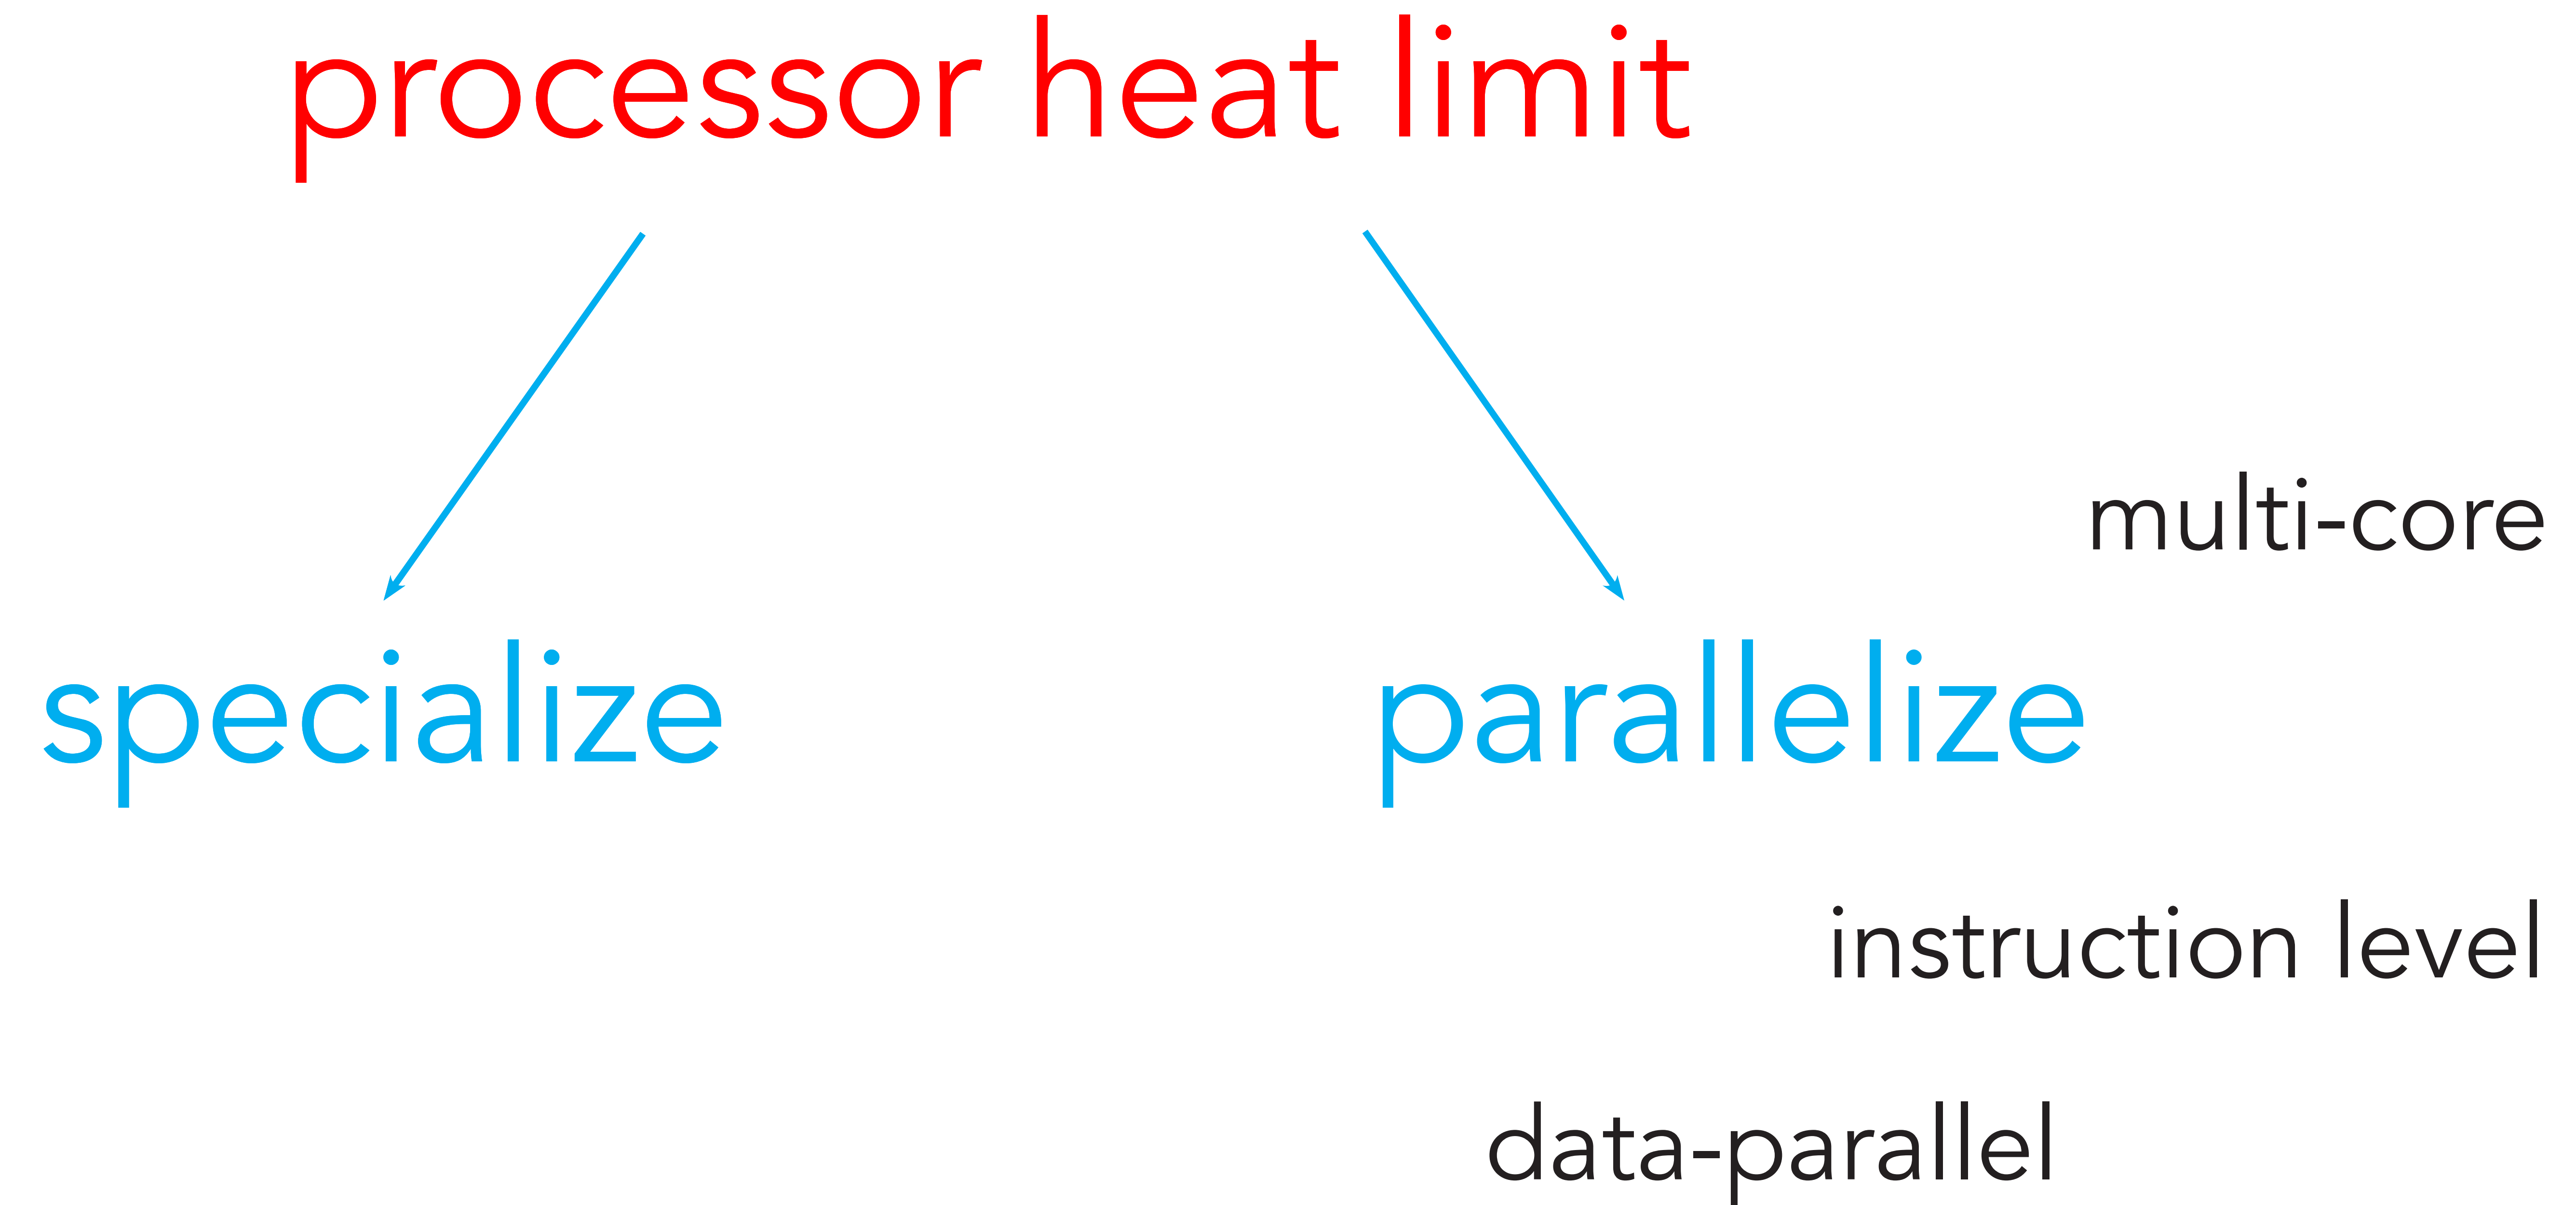 processor heat limit
multi-core
specialize
parallelize
instruction level
data-parallel